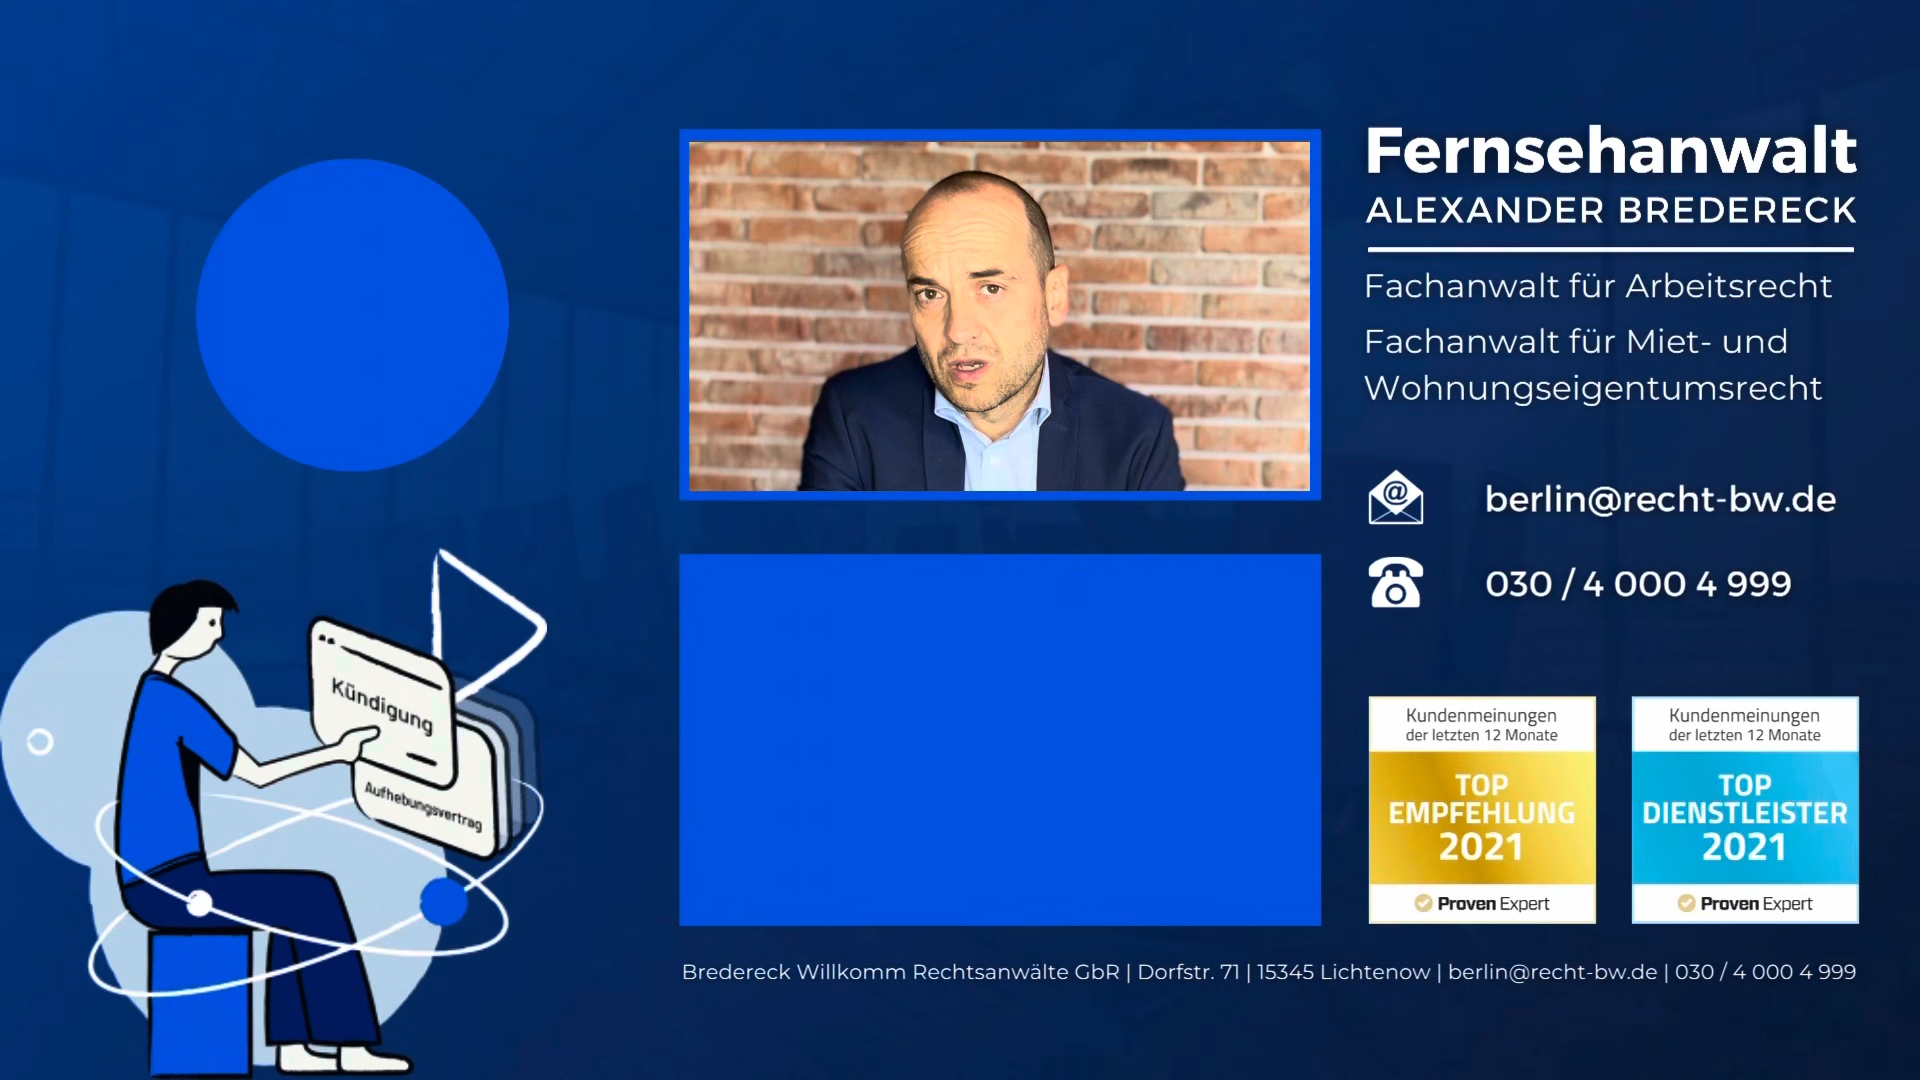 Fernsehanwalt
ALEXANDER BREDERECK
Fachanwalt für Arbeitsrecht
Fachanwalt für Miet- und
Wohnungseigentumsrecht
@
berlin@recht-bw.de
030 / 4 000 4 999
Kündigung
Aufhebungsvertrag
Kundenmeinungen
der letzten 12 Monate
TOP
EMPFEHLUNG
2021
Proven Expert
Kundenmeinungen
der letzten 12 Monate
TOP
DIENSTLEISTER
2021
Proven Expert
Bredereck Willkomm Rechtsanwälte GbR | Dorfstr. 71 | 15345 Lichtenow | berlin@recht-bw.de | 030 / 4 000 4 999